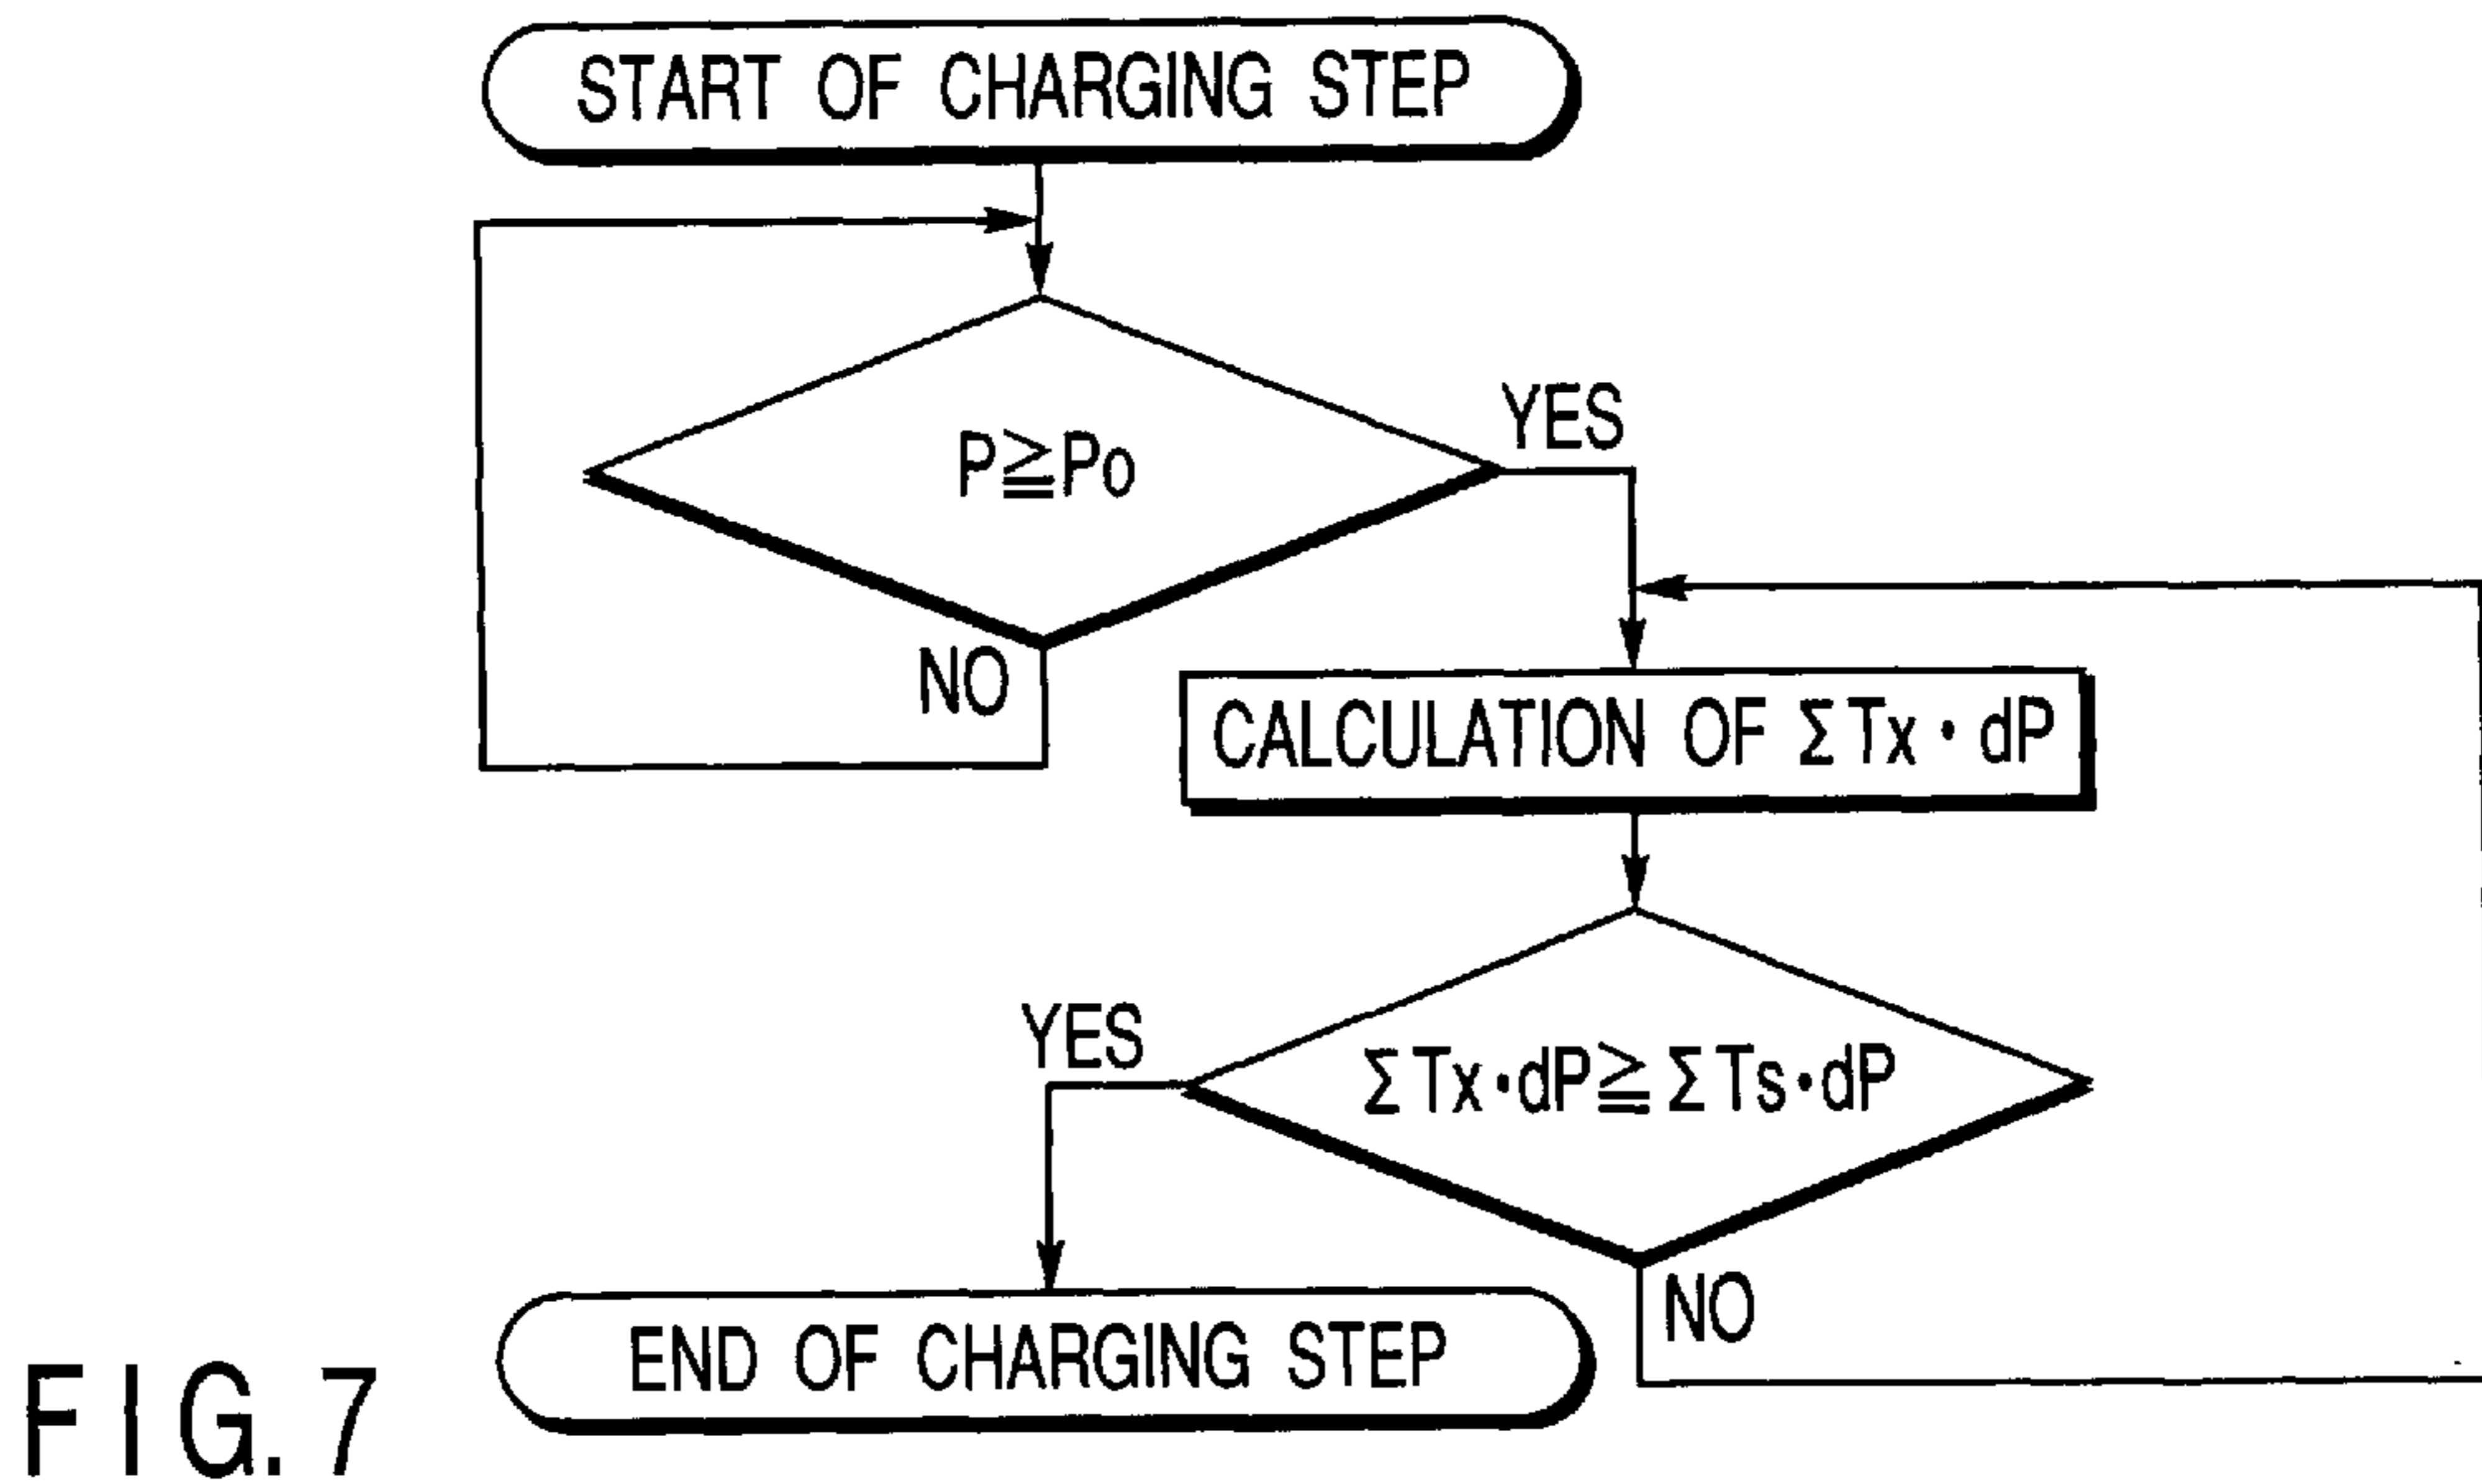 START OF CHARGING STEP
P≧Po
YES
NO
CALCULATION OF ΣTx・dP
YES
ΣTx・dP≧ΣTs・dP
NO
END OF CHARGING STEP
FIG. 7